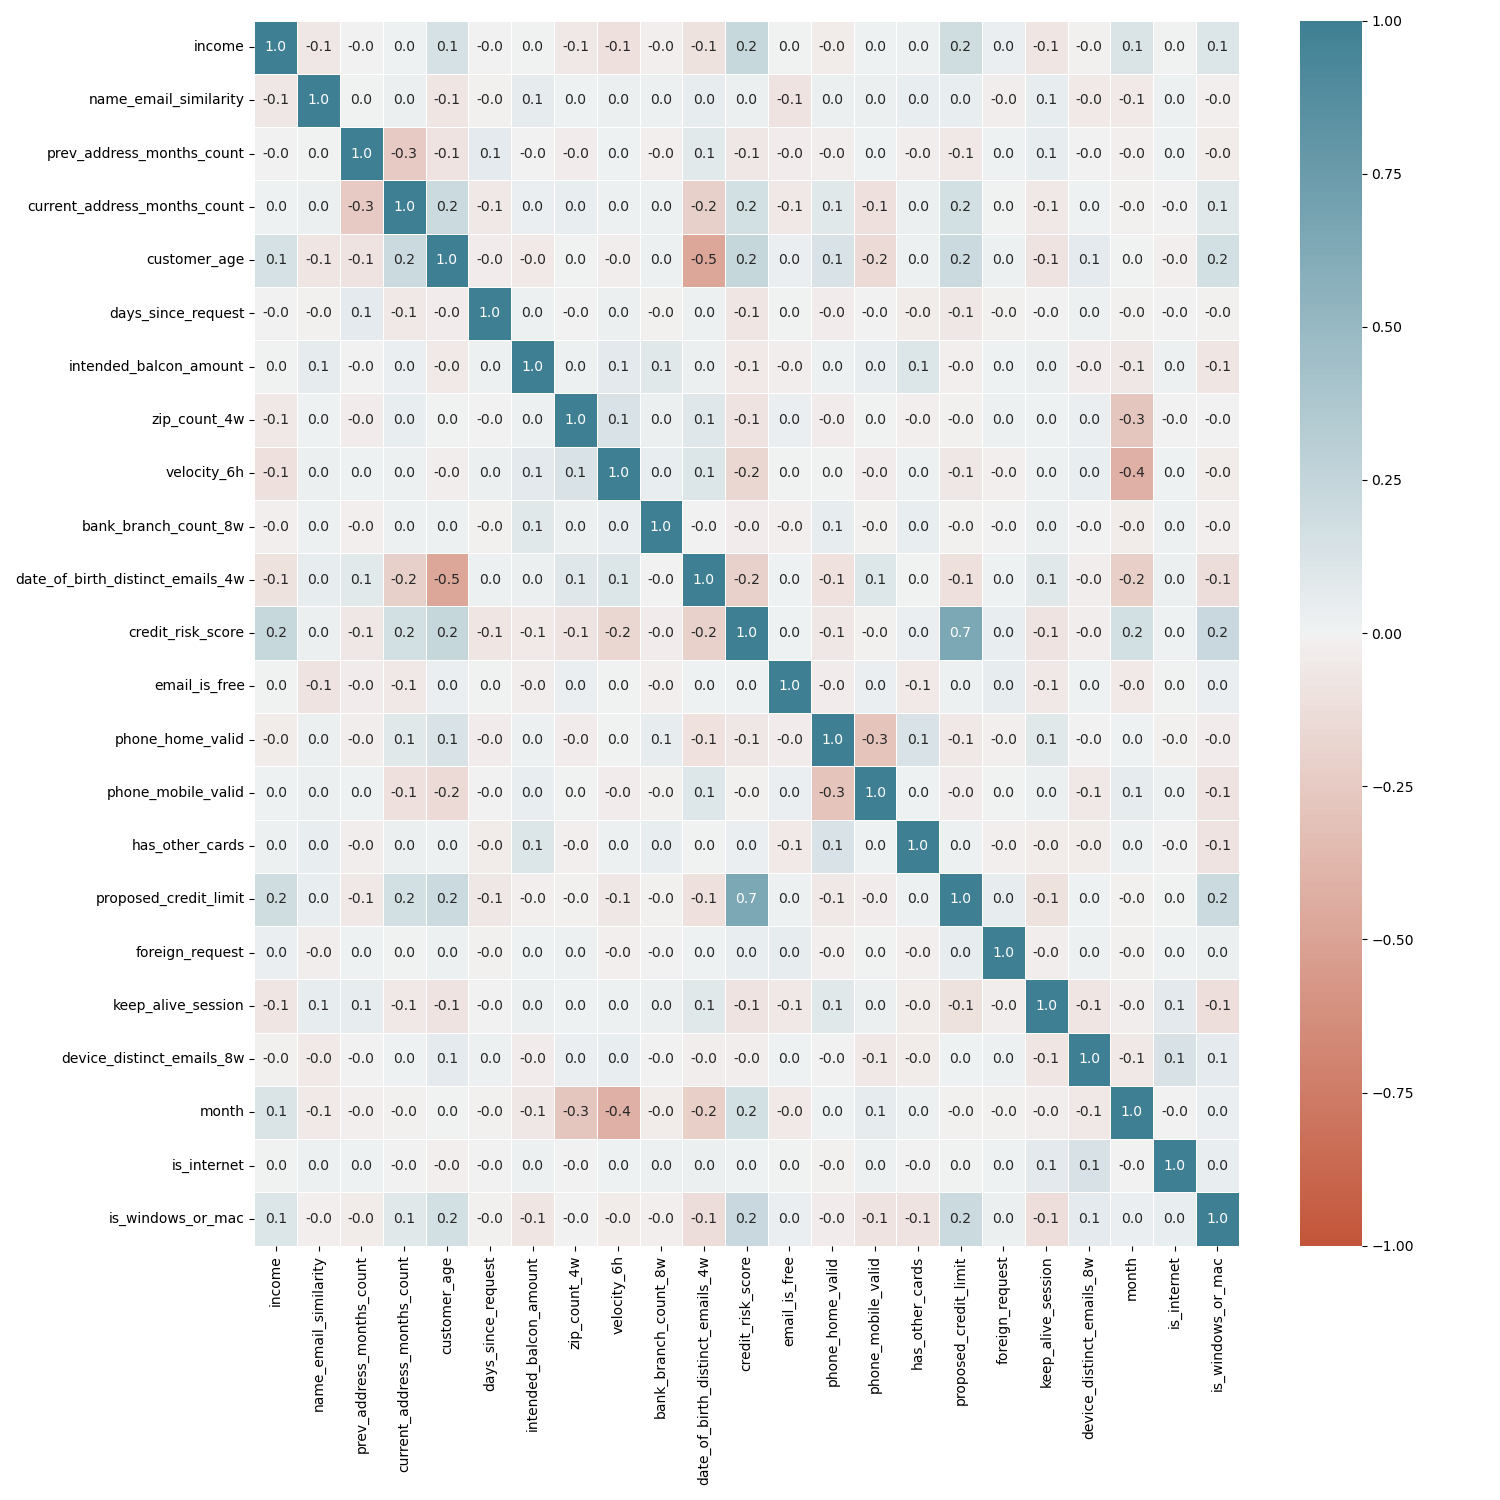 income 1.0 -0.1 -0.0 0.0 0.1 -0.0 0.0 -0.1 -0.1 -0.0 -0.1 0.2 0.0 -0.0 0.0 0.0 0.2 0.0 -0.1 -0.0 0.1 0.0 0.1
name_email_similarity -0.1 1.0 0.0 0.0 -0.1 -0.0 0.1 0.0 0.0 0.0 0.0 0.0 -0.1 0.0 0.0 0.0 0.0 -0.0 0.1 -0.0 -0.1 0.0 -0.0
prev_address_months_count -0.0 0.0 1.0 -0.3 -0.1 0.1 -0.0 -0.0 0.0 -0.0 0.1 -0.1 -0.0 -0.0 0.0 -0.0 -0.1 0.0 0.1 -0.0 -0.0 0.0 -0.0
current_address_months_count 0.0 0.0 -0.3 1.0 0.2 -0.1 0.0 0.0 0.0 0.0 -0.2 0.2 -0.1 0.1 -0.1 0.0 0.2 0.0 -0.1 0.0 -0.0 -0.0 0.1
customer_age 0.1 -0.1 -0.1 0.2 1.0 -0.0 -0.0 0.0 -0.0 0.0 -0.5 0.2 0.0 0.1 -0.2 0.0 0.2 0.0 -0.1 0.1 0.0 -0.0 0.2
days_since_request -0.0 -0.0 0.1 -0.1 -0.0 1.0 0.0 -0.0 0.0 -0.0 0.0 -0.1 0.0 -0.0 -0.0 -0.0 -0.1 -0.0 -0.0 0.0 -0.0 -0.0 -0.0
intended_balcon_amount 0.0 0.1 -0.0 0.0 -0.0 0.0 1.0 0.0 0.1 0.1 0.0 -0.1 -0.0 0.0 0.0 0.1 -0.0 0.0 0.0 -0.0 -0.1 0.0 -0.1
zip_count_4w -0.1 0.0 -0.0 0.0 0.0 -0.0 0.0 1.0 0.1 0.0 0.1 -0.1 0.0 -0.0 0.0 -0.0 -0.0 0.0 0.0 0.0 -0.3 -0.0 -0.0
velocity_6h -0.1 0.0 0.0 0.0 -0.0 0.0 0.1 0.1 1.0 0.0 0.1 -0.2 0.0 0.0 -0.0 0.0 -0.1 -0.0 0.0 0.0 -0.4 0.0 -0.0
bank_branch_count_8w -0.0 0.0 -0.0 0.0 0.0 -0.0 0.1 0.0 0.0 1.0 -0.0 -0.0 -0.0 0.1 -0.0 0.0 -0.0 -0.0 0.0 -0.0 -0.0 0.0 -0.0
date_of_birth_distinct_emails_4w -0.1 0.0 0.1 -0.2 -0.5 0.0 0.0 0.1 0.1 -0.0 1.0 -0.2 0.0 -0.1 0.1 0.0 -0.1 0.0 0.1 -0.0 -0.2 0.0 -0.1
credit_risk_score 0.2 0.0 -0.1 0.2 0.2 -0.1 -0.1 -0.1 -0.2 -0.0 -0.2 1.0 0.0 -0.1 -0.0 0.0 0.7 0.0 -0.1 -0.0 0.2 0.0 0.2
email_is_free 0.0 -0.1 -0.0 -0.1 0.0 0.0 -0.0 0.0 0.0 -0.0 0.0 0.0 1.0 -0.0 0.0 -0.1 0.0 0.0 -0.1 0.0 -0.0 0.0 0.0
phone_home_valid -0.0 0.0 -0.0 0.1 0.1 -0.0 0.0 -0.0 0.0 0.1 -0.1 -0.1 -0.0 1.0 -0.3 0.1 -0.1 -0.0 0.1 -0.0 0.0 -0.0 -0.0
phone_mobile_valid 0.0 0.0 0.0 -0.1 -0.2 -0.0 0.0 0.0 -0.0 -0.0 0.1 -0.0 0.0 -0.3 1.0 0.0 -0.0 0.0 0.0 -0.1 0.1 0.0 -0.1
has_other_cards 0.0 0.0 -0.0 0.0 0.0 -0.0 0.1 -0.0 0.0 0.0 0.0 0.0 -0.1 0.1 0.0 1.0 0.0 -0.0 -0.0 -0.0 0.0 -0.0 -0.1
proposed_credit_limit 0.2 0.0 -0.1 0.2 0.2 -0.1 -0.0 -0.0 -0.1 -0.0 -0.1 0.7 0.0 -0.1 -0.0 0.0 1.0 0.0 -0.1 0.0 -0.0 0.0 0.2
foreign_request 0.0 -0.0 0.0 0.0 0.0 -0.0 0.0 0.0 -0.0 -0.0 0.0 0.0 0.0 -0.0 0.0 -0.0 0.0 1.0 -0.0 0.0 -0.0 0.0 0.0
keep_alive_session -0.1 0.1 0.1 -0.1 -0.1 -0.0 0.0 0.0 0.0 0.0 0.1 -0.1 -0.1 0.1 0.0 -0.0 -0.1 -0.0 1.0 -0.1 -0.0 0.1 -0.1
device_distinct_emails_8w -0.0 -0.0 -0.0 0.0 0.1 0.0 -0.0 0.0 0.0 -0.0 -0.0 -0.0 0.0 -0.0 -0.1 -0.0 0.0 0.0 -0.1 1.0 -0.1 0.1 0.1
month 0.1 -0.1 -0.0 -0.0 0.0 -0.0 -0.1 -0.3 -0.4 -0.0 -0.2 0.2 -0.0 0.0 0.1 0.0 -0.0 -0.0 -0.0 -0.1 1.0 -0.0 0.0
is_internet 0.0 0.0 0.0 -0.0 -0.0 -0.0 0.0 -0.0 0.0 0.0 0.0 0.0 0.0 -0.0 0.0 -0.0 0.0 0.0 0.1 0.1 -0.0 1.0 0.0
is_windows_or_mac 0.1 -0.0 -0.0 0.1 0.2 -0.0 -0.1 -0.0 -0.0 -0.0 -0.1 0.2 0.0 -0.0 -0.1 -0.1 0.2 0.0 -0.1 0.1 0.0 0.0 1.0
income
name_email_similarity
prev_address_months_count
current_address_months_count
customer_age
days_since_request
intended_balcon_amount
zip_count_4w
velocity_6h
bank_branch_count_8w
date_of_birth_distinct_emails_4w
credit_risk_score
email_is_free
phone_home_valid
phone_mobile_valid
has_other_cards
proposed_credit_limit
foreign_request
keep_alive_session
device_distinct_emails_8w
month
is_internet
is_windows_or_mac
1.00
0.75
0.50
0.25
0.00
−0.25
−0.50
−0.75
−1.00